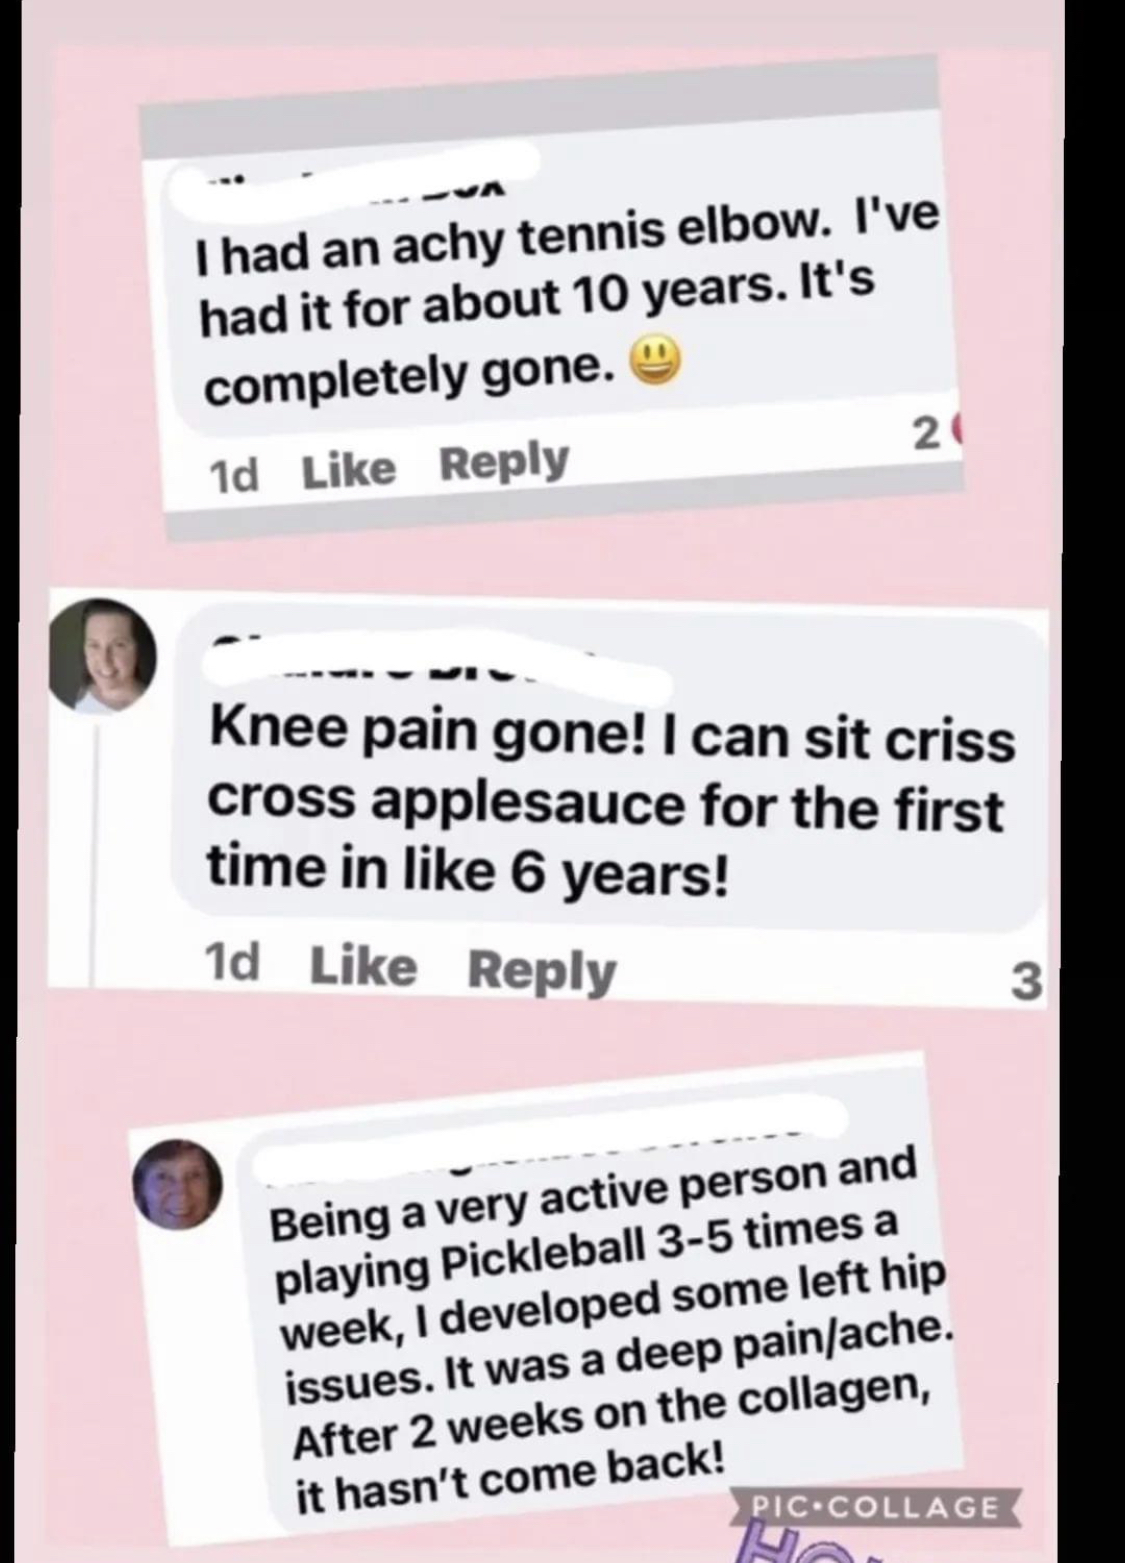 I had an achy tennis elbow. I've
had it for about 10 years. It's
completely gone. 😃
1d Like Reply 2
Knee pain gone! I can sit criss
cross applesauce for the first
time in like 6 years!
1d Like Reply 3
Being a very active person and
playing Pickleball 3-5 times a
week, I developed some left hip
issues. It was a deep pain/ache.
After 2 weeks on the collagen,
it hasn't come back!
PIC•COLLAGE